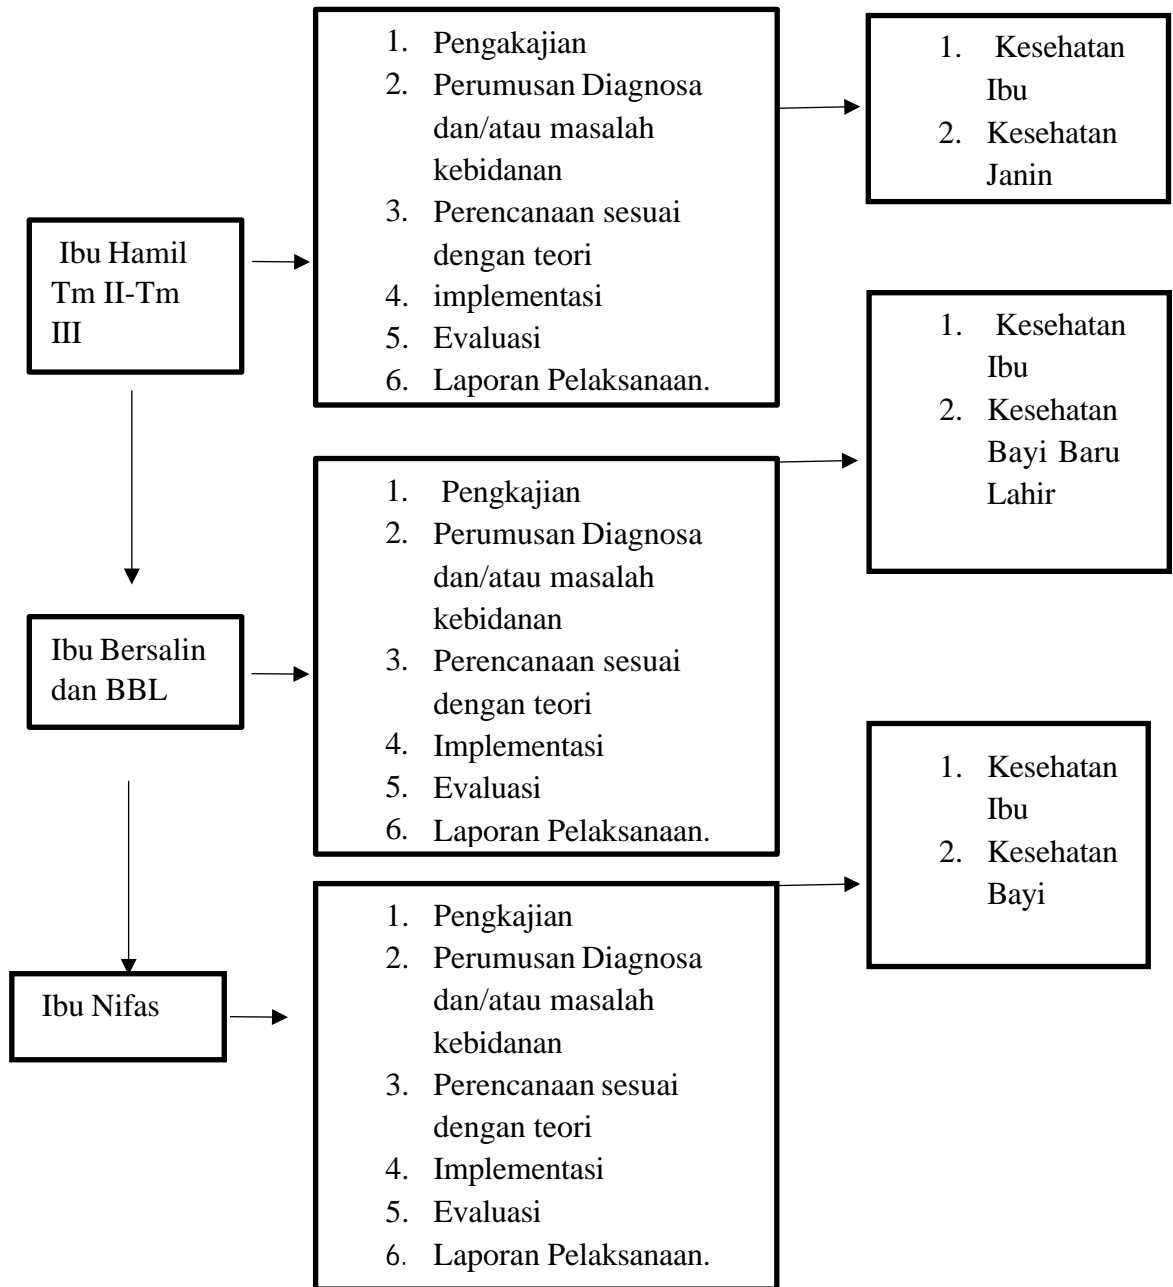 Ibu Hamil
Tm II-Tm
III
1. Pengakajian
2. Perumusan Diagnosa
dan/atau masalah
kebidanan
3. Perencanaan sesuai
dengan teori
4. implementasi
5. Evaluasi
6. Laporan Pelaksanaan.
1. Kesehatan
Ibu
2. Kesehatan
Janin
Ibu Bersalin
dan BBL
1. Pengkajian
2. Perumusan Diagnosa
dan/atau masalah
kebidanan
3. Perencanaan sesuai
dengan teori
4. Implementasi
5. Evaluasi
6. Laporan Pelaksanaan.
1. Kesehatan
Ibu
2. Kesehatan
Bayi Baru
Lahir
Ibu Nifas
1. Pengkajian
2. Perumusan Diagnosa
dan/atau masalah
kebidanan
3. Perencanaan sesuai
dengan teori
4. Implementasi
5. Evaluasi
6. Laporan Pelaksanaan.
1. Kesehatan
Ibu
2. Kesehatan
Bayi